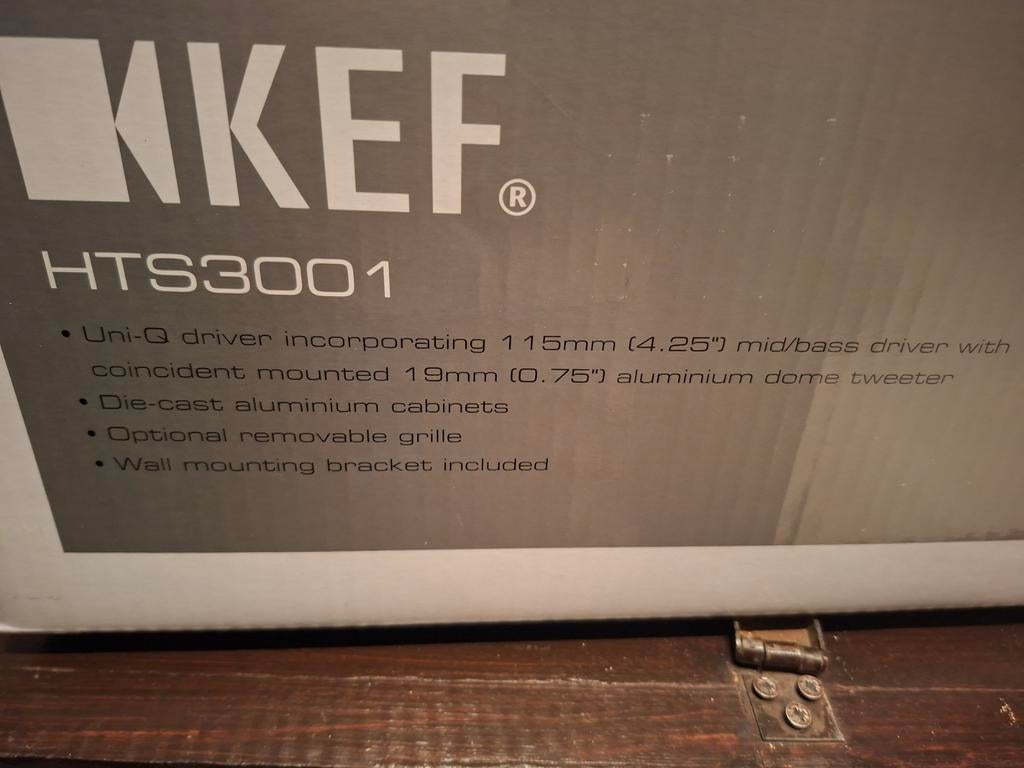 KEF®
HTS3001
• Uni-Q driver incorporating 115mm (4.25") mid/bass driver with
coincident mounted 19mm (0.75") aluminium dome tweeter
• Die-cast aluminium cabinets
• Optional removable grille
• Wall mounting bracket included